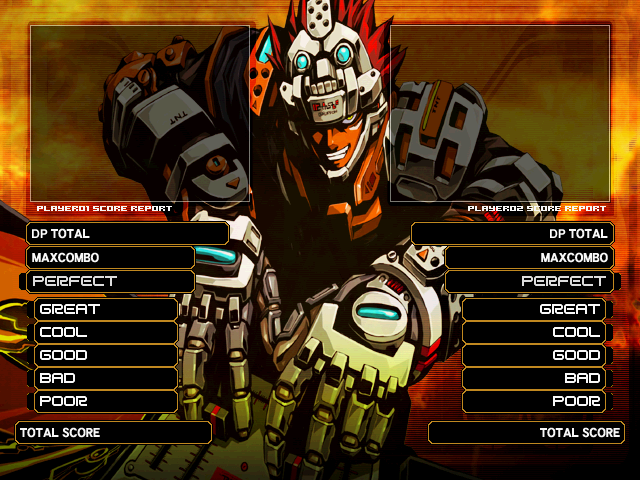 TNT
PLAYER01 SCORE REPORT
PLAYER02 SCORE REPORT
DP TOTAL
DP TOTAL
MAXCOMBO
MAXCOMBO
PERFECT
PERFECT
GREAT
GREAT
COOL
COOL
GOOD
GOOD
BAD
BAD
POOR
POOR
TOTAL SCORE
TOTAL SCORE